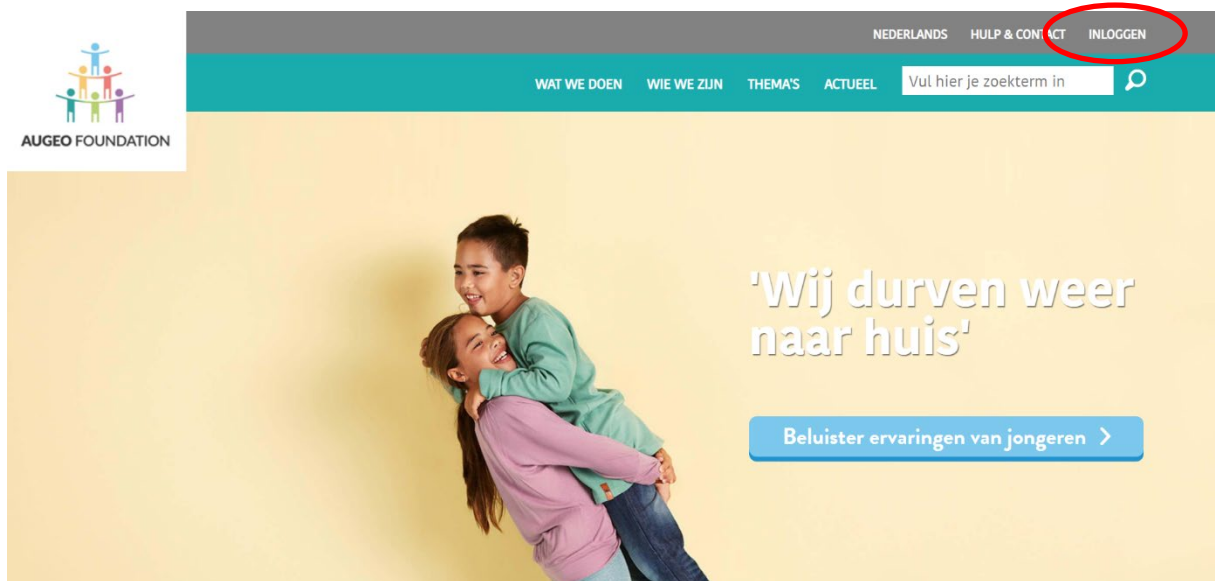 NEDERLANDS HULP & CONTACT INLOGGEN
WAT WE DOEN WIE WE ZIJN THEMA'S ACTUEEL Vul hier je zoekterm in
AUGEO FOUNDATION
'Wij durven weer
naar huis'
Beluister ervaringen van jongeren >